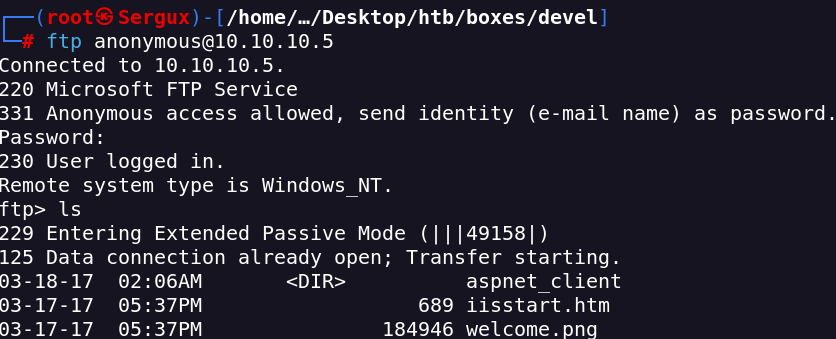 ┌──(root㉿Sergux)-[/home/…/Desktop/htb/boxes/devel]
└─# ftp anonymous@10.10.10.5
Connected to 10.10.10.5.
220 Microsoft FTP Service
331 Anonymous access allowed, send identity (e-mail name) as password.
Password:
230 User logged in.
Remote system type is Windows_NT.
ftp> ls
229 Entering Extended Passive Mode (|||49158|)
125 Data connection already open; Transfer starting.
03-18-17  02:06AM       <DIR>          aspnet_client
03-17-17  05:37PM                  689 iisstart.htm
03-17-17  05:37PM               184946 welcome.png